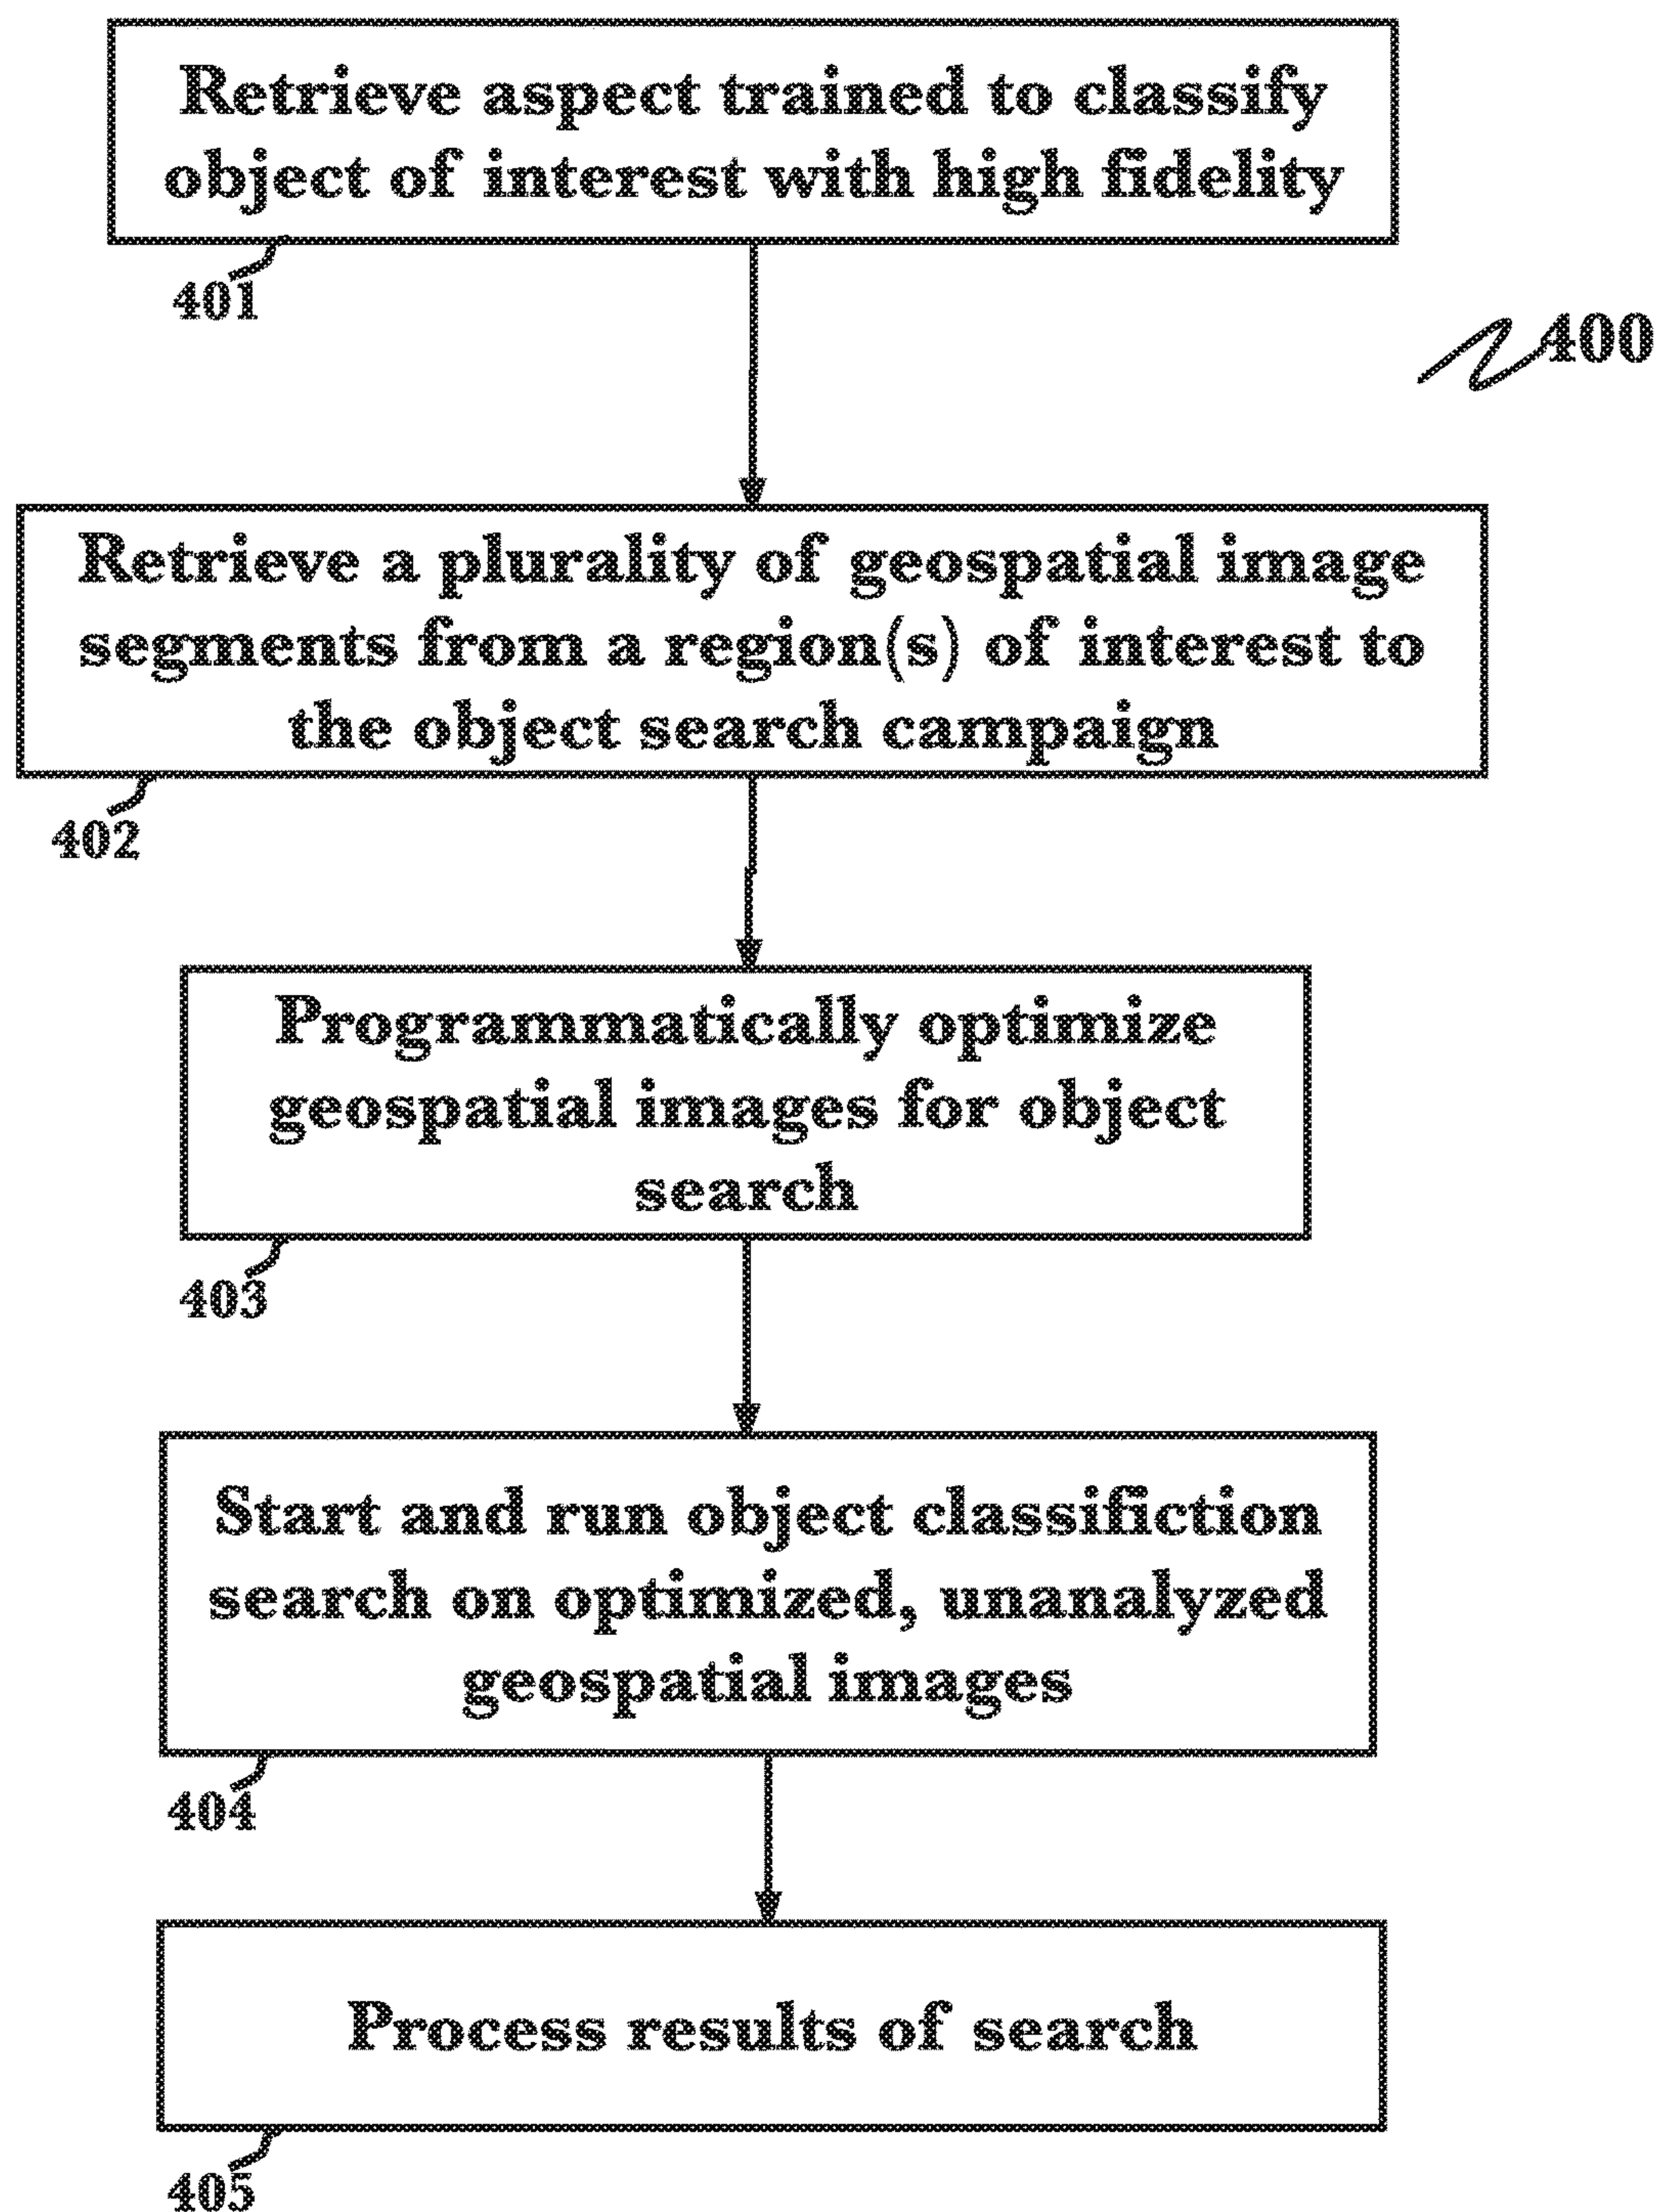 Retrieve aspect trained to classify
object of interest with high fidelity
401
400
Retrieve a plurality of geospatial image
segments from a region(s) of interest to
the object search campaign
402
Programmatically optimize
geospatial images for object
search
403
Start and run object classifiction
search on optimized, unanalyzed
geospatial images
404
Process results of search
405